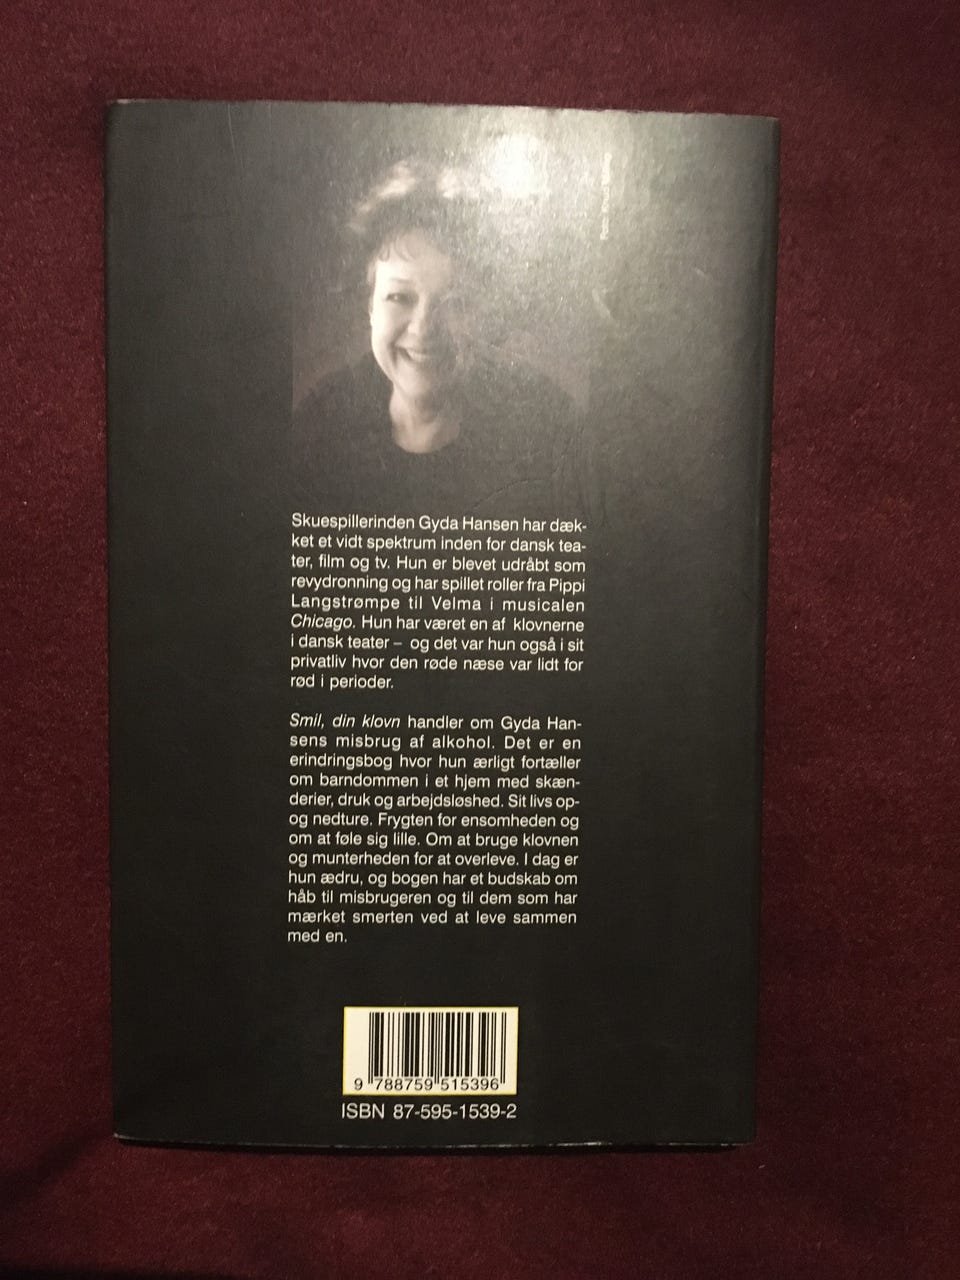 Skuespillerinden Gyda Hansen har dæk-
ket et vidt spektrum inden for dansk tea-
ter, film og tv. Hun er blevet udråbt som
revydronning og har spillet roller fra Pippi
Langstrømpe til Velma i musicalen
Chicago. Hun har været en af klovnerne
i dansk teater – og det var hun også i sit
privatliv hvor den røde næse var lidt for
rød i perioder.
Smil, din klovn handler om Gyda Han-
sens misbrug af alkohol. Det er en
erindringsbog hvor hun ærligt fortæller
om barndommen i et hjem med skæn-
derier, druk og arbejdsløshed. Sit livs op-
og nedture. Frygten for ensomheden og
om at føle sig lille. Om at bruge klovnen
og munterheden for at overleve. I dag er
hun ædru, og bogen har et budskab om
håb til misbrugeren og til dem som har
mærket smerten ved at leve sammen
med en.
9 788759 515396
ISBN 87-595-1539-2